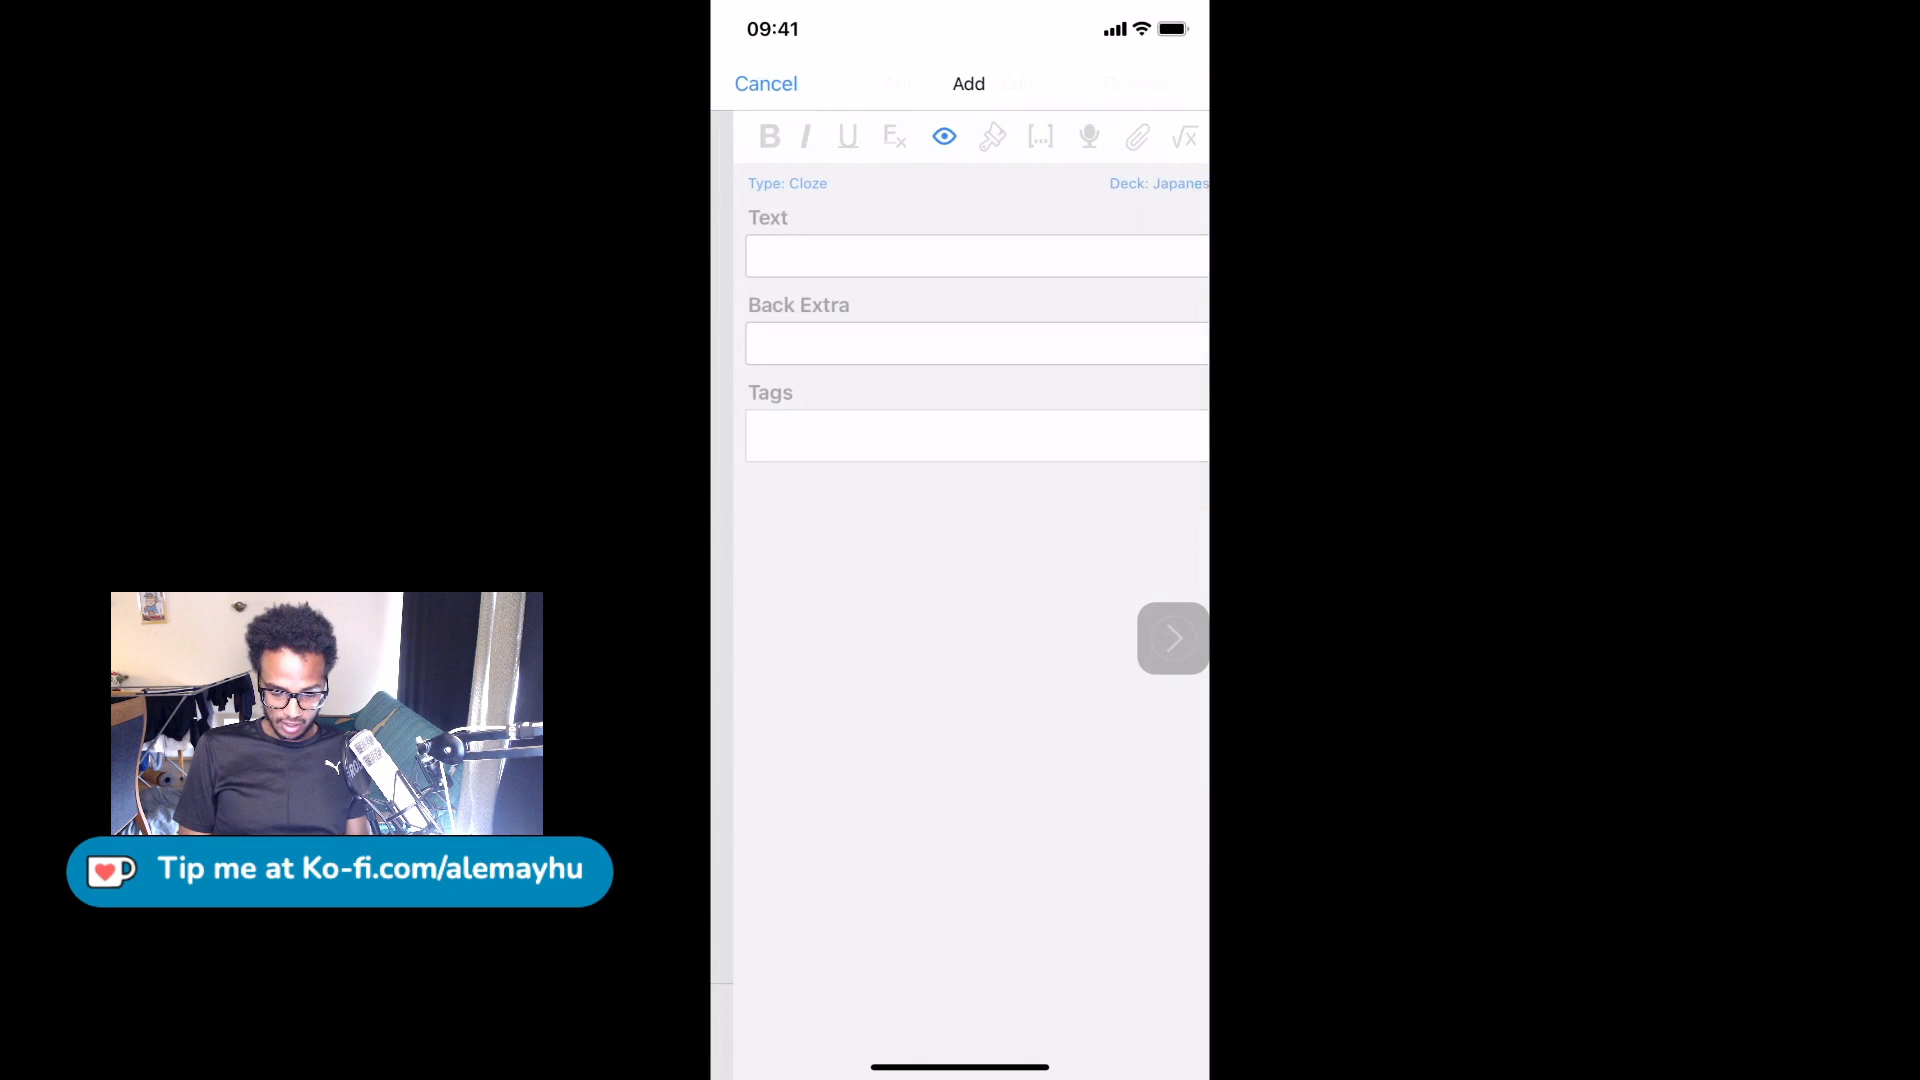 09:41
Cancel
Add
B I U Ex [...] √x
Type: Cloze
Deck: Japanes
Text
Back Extra
Tags
Tip me at Ko-fi.com/alemayhu